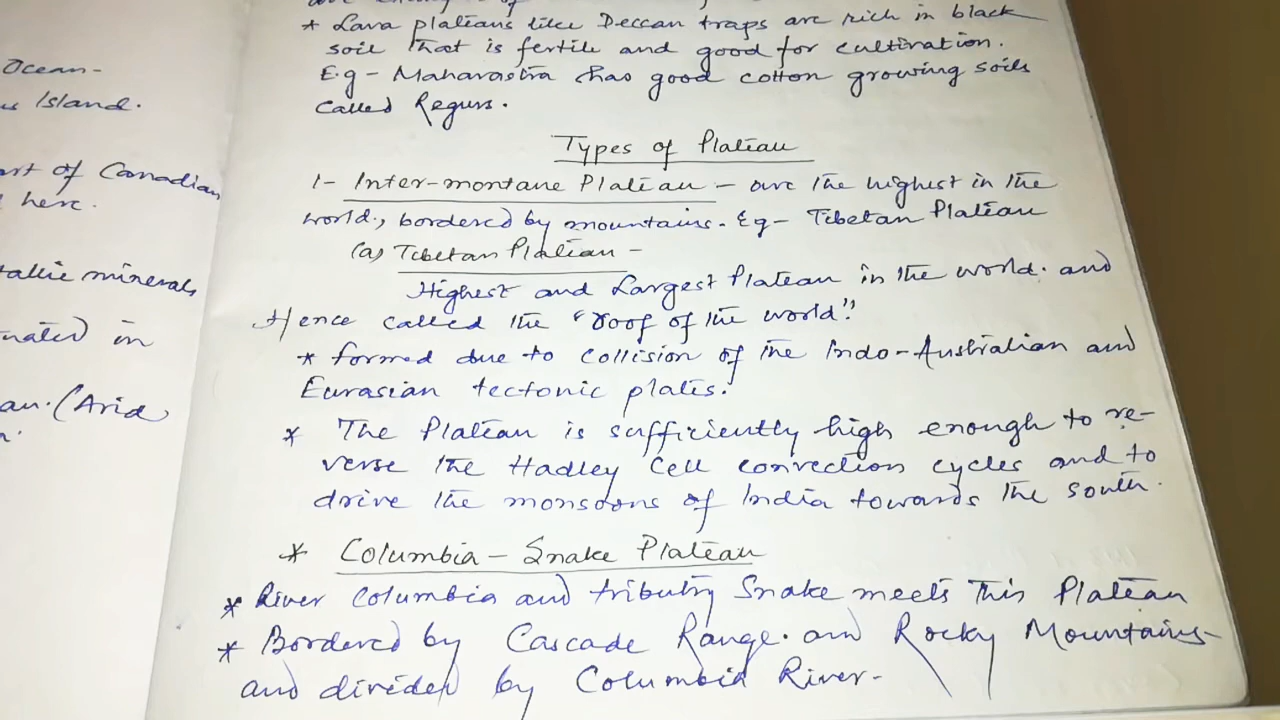 Ocean-
Island.
art of Canadian
here.
tallic minerals
nated in
au. (Arid
* Lava plateaus like Deccan traps are rich in black
soil that is fertile and good for cultivation.
E.g - Maharastra has good cotton growing soils
called Regurs.
Types of Plateau
1- Inter-montane Plateau - are the highest in the
world, bordered by mountains. Eg- Tibetan Plateau
(a) Tibetan Plateau -
Highest and Largest Plateau in the world. and
Hence called the "roof of the world".
* formed due to collision of the Indo-Australian and
Eurasian tectonic plates.
* The Plateau is sufficiently high enough to re-
verse the Hadley Cell convection cycles and to
drive the monsoons of India towards the south.
* Columbia - Snake Plateau
* River Columbia and tributry Snake meets This Plateau
* Bordered by Cascade Range. and Rocky Mountains-
and divided by Columbia River-